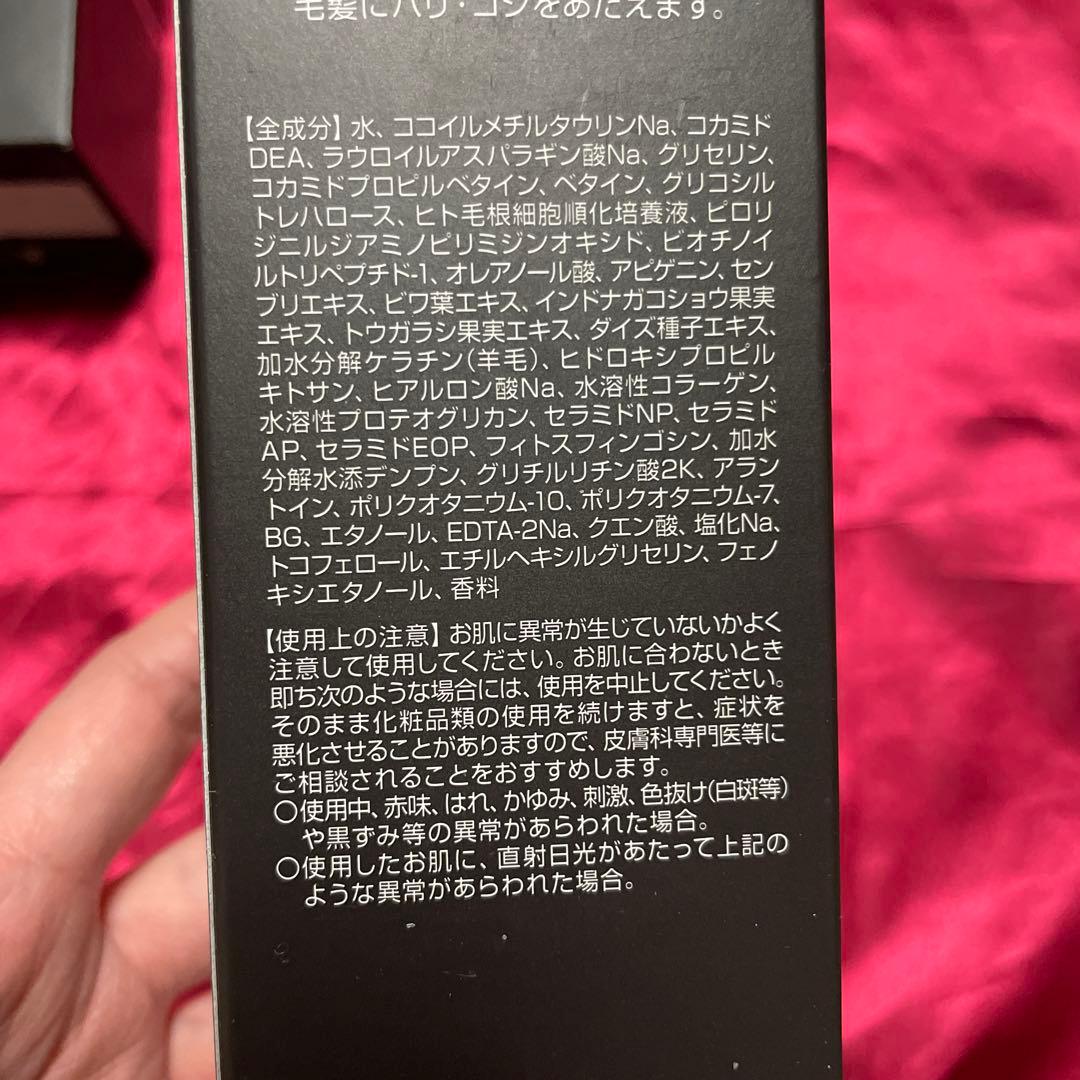 毛髪にハリ・コシをあたえます。
【全成分】水、ココイルメチルタウリンNa、コカミド
DEA、ラウロイルアスパラギン酸Na、グリセリン、
コカミドプロピルベタイン、ベタイン、グリコシル
トレハロース、ヒト毛根細胞順化培養液、ピロリ
ジニルジアミノピリミジンオキシド、ビオチノイ
ルトリペプチド-1、オレアノール酸、アピゲニン、セン
ブリエキス、ビワ葉エキス、インドナガコショウ果実
エキス、トウガラシ果実エキス、ダイズ種子エキス、
加水分解ケラチン（羊毛）、ヒドロキシプロピル
キトサン、ヒアルロン酸Na、水溶性コラーゲン、
水溶性プロテオグリカン、セラミドNP、セラミド
AP、セラミドEOP、フィトスフィンゴシン、加水
分解水添デンプン、グリチルリチン酸2K、アラン
トイン、ポリクオタニウム-10、ポリクオタニウム-7、
BG、エタノール、EDTA-2Na、クエン酸、塩化Na、
トコフェロール、エチルヘキシルグリセリン、フェノ
キシエタノール、香料
【使用上の注意】お肌に異常が生じていないかよく
注意して使用してください。お肌に合わないとき
即ち次のような場合には、使用を中止してください。
そのまま化粧品類の使用を続けますと、症状を
悪化させることがありますので、皮膚科専門医等に
ご相談されることをおすすめします。
○使用中、赤味、はれ、かゆみ、刺激、色抜け（白斑等）
や黒ずみ等の異常があらわれた場合。
○使用したお肌に、直射日光があたって上記の
ような異常があらわれた場合。